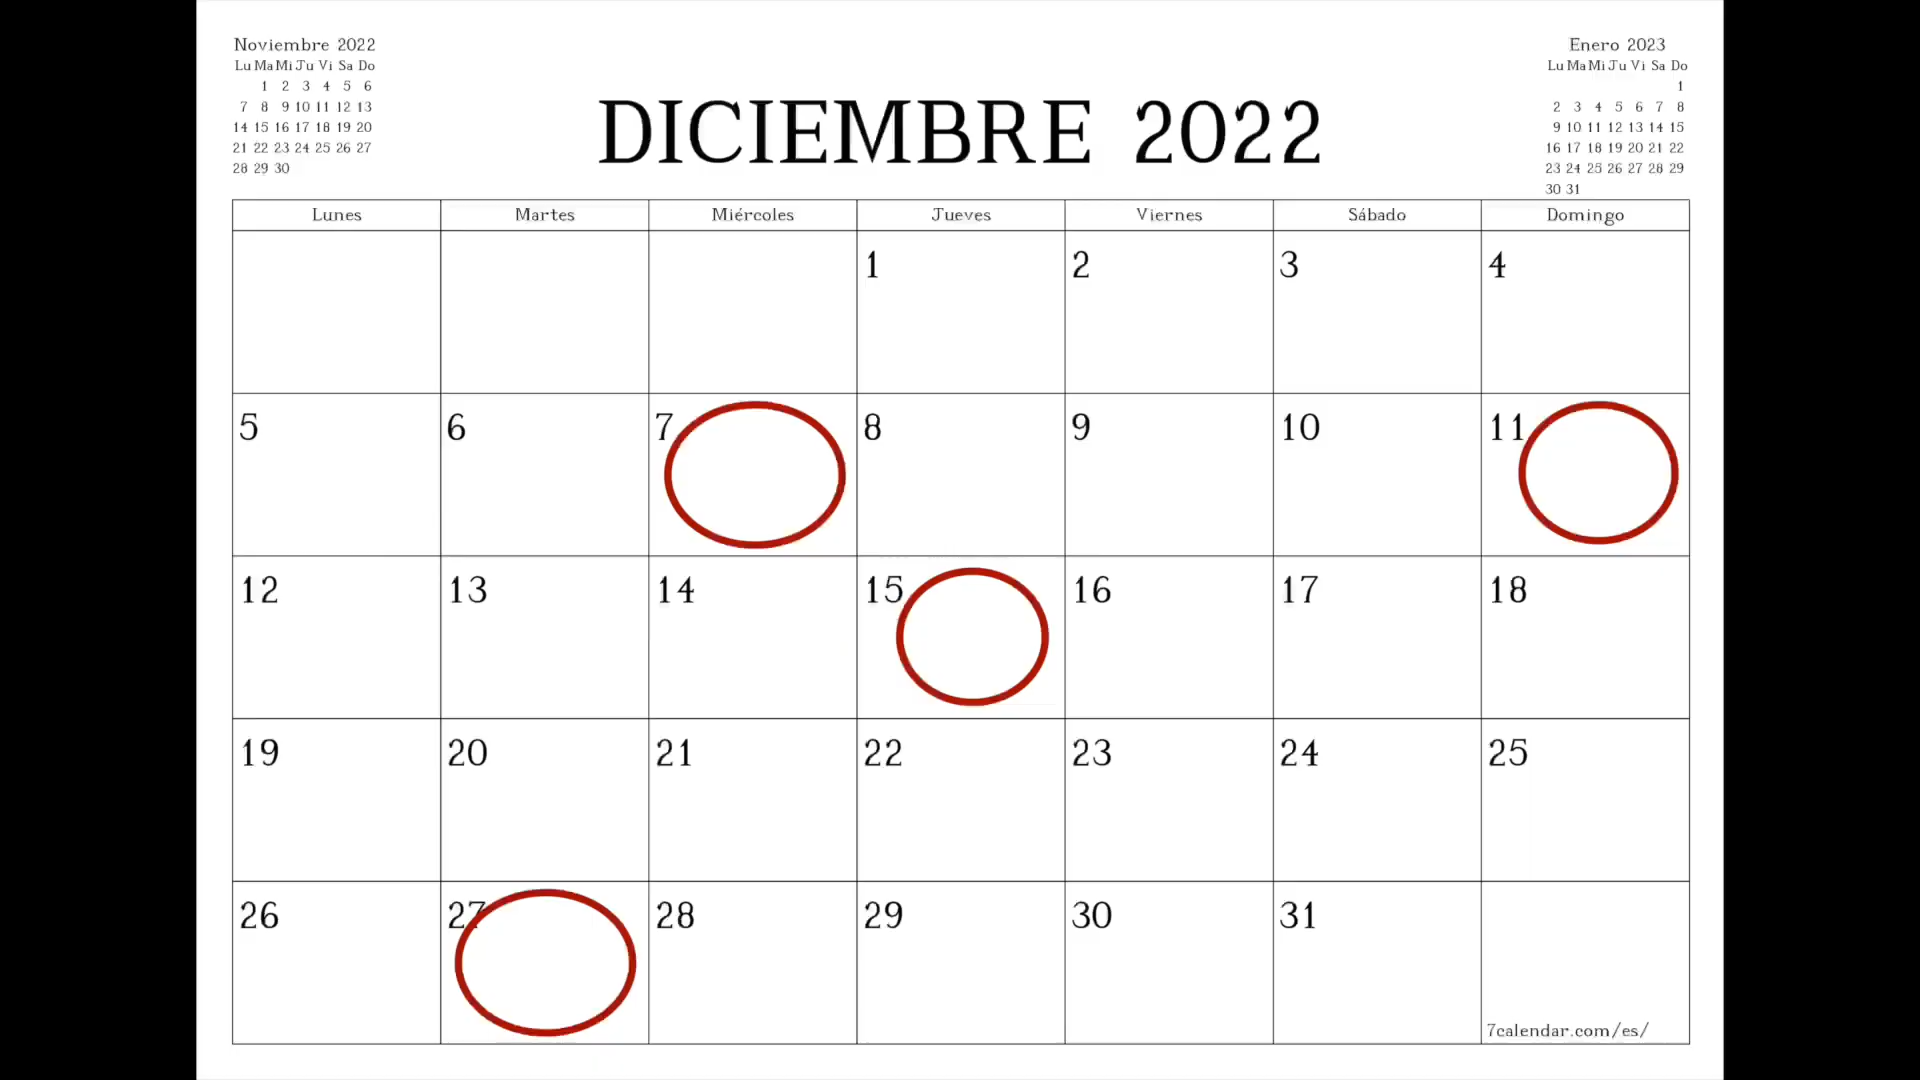 Noviembre 2022
Lu Ma Mi Ju Vi Sa Do
1 2 3 4 5 6
7 8 9 10 11 12 13
14 15 16 17 18 19 20
21 22 23 24 25 26 27
28 29 30
DICIEMBRE 2022
Enero 2023
Lu Ma Mi Ju Vi Sa Do
1
2 3 4 5 6 7 8
9 10 11 12 13 14 15
16 17 18 19 20 21 22
23 24 25 26 27 28 29
30 31
Lunes Martes Miércoles Jueves Viernes Sábado Domingo
1 2 3 4
5 6 7 8 9 10 11
12 13 14 15 16 17 18
19 20 21 22 23 24 25
26 27 28 29 30 31
7calendar.com/es/